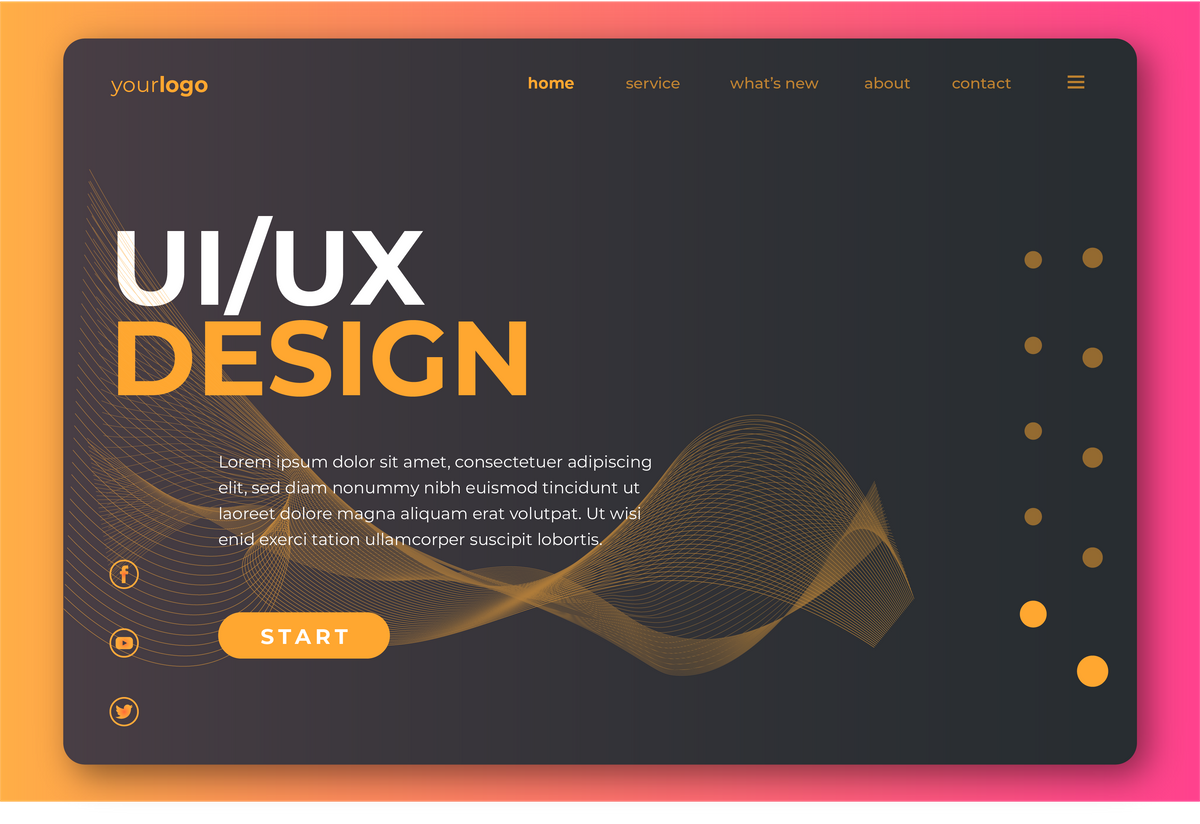 yourlogo
home service what's new about contact
UI/UX
DESIGN
Lorem ipsum dolor sit amet, consectetuer adipiscing
elit, sed diam nonummy nibh euismod tincidunt ut
laoreet dolore magna aliquam erat volutpat. Ut wisi
enid exerci tation ullamcorper suscipit lobortis.
START